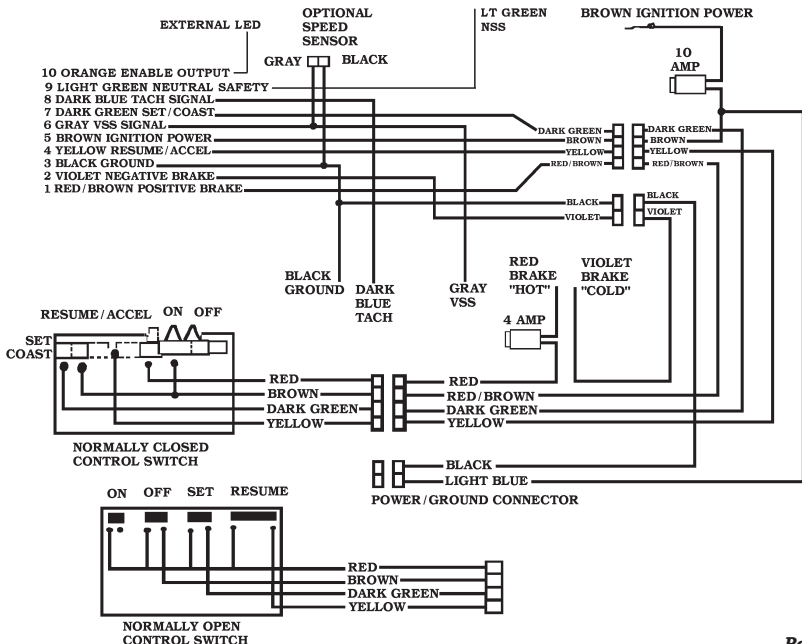 EXTERNAL LED
OPTIONAL
SPEED
SENSOR
LT GREEN
NSS
BROWN IGNITION POWER
GRAY
BLACK
10
AMP
10 ORANGE ENABLE OUTPUT
9 LIGHT GREEN NEUTRAL SAFETY
8 DARK BLUE TACH SIGNAL
7 DARK GREEN SET/COAST
6 GRAY VSS SIGNAL
5 BROWN IGNITION POWER
4 YELLOW RESUME/ACCEL
3 BLACK GROUND
2 VIOLET NEGATIVE BRAKE
1 RED/BROWN POSITIVE BRAKE
DARK GREEN
BROWN
YELLOW
RED/BROWN
DARK GREEN
BROWN
YELLOW
RED/BROWN
BLACK
VIOLET
BLACK
VIOLET
BLACK
GROUND
DARK
BLUE
TACH
GRAY
VSS
RED
BRAKE
"HOT"
VIOLET
BRAKE
"COLD"
4 AMP
RESUME/ACCEL
ON
OFF
SET
COAST
RED
BROWN
DARK GREEN
YELLOW
RED
RED/BROWN
DARK GREEN
YELLOW
NORMALLY CLOSED
CONTROL SWITCH
BLACK
LIGHT BLUE
POWER/GROUND CONNECTOR
ON
OFF
SET
RESUME
RED
BROWN
DARK GREEN
YELLOW
NORMALLY OPEN
CONTROL SWITCH